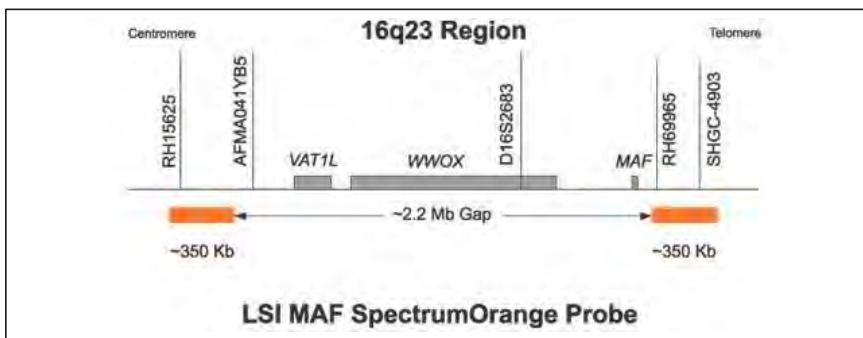 16q23 Region
Centromere
Telomere
RH15625
AFMA041YB5
VAT1L
WWOX
D16S2683
MAF
RH69965
SHGC-4903
~2.2 Mb Gap
~350 Kb
~350 Kb
LSI MAF SpectrumOrange Probe